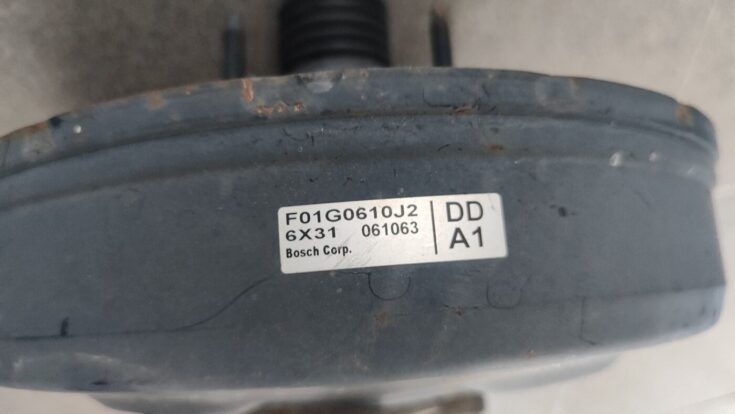 F01G0610J2
6X31 061063
Bosch Corp.
DD
A1